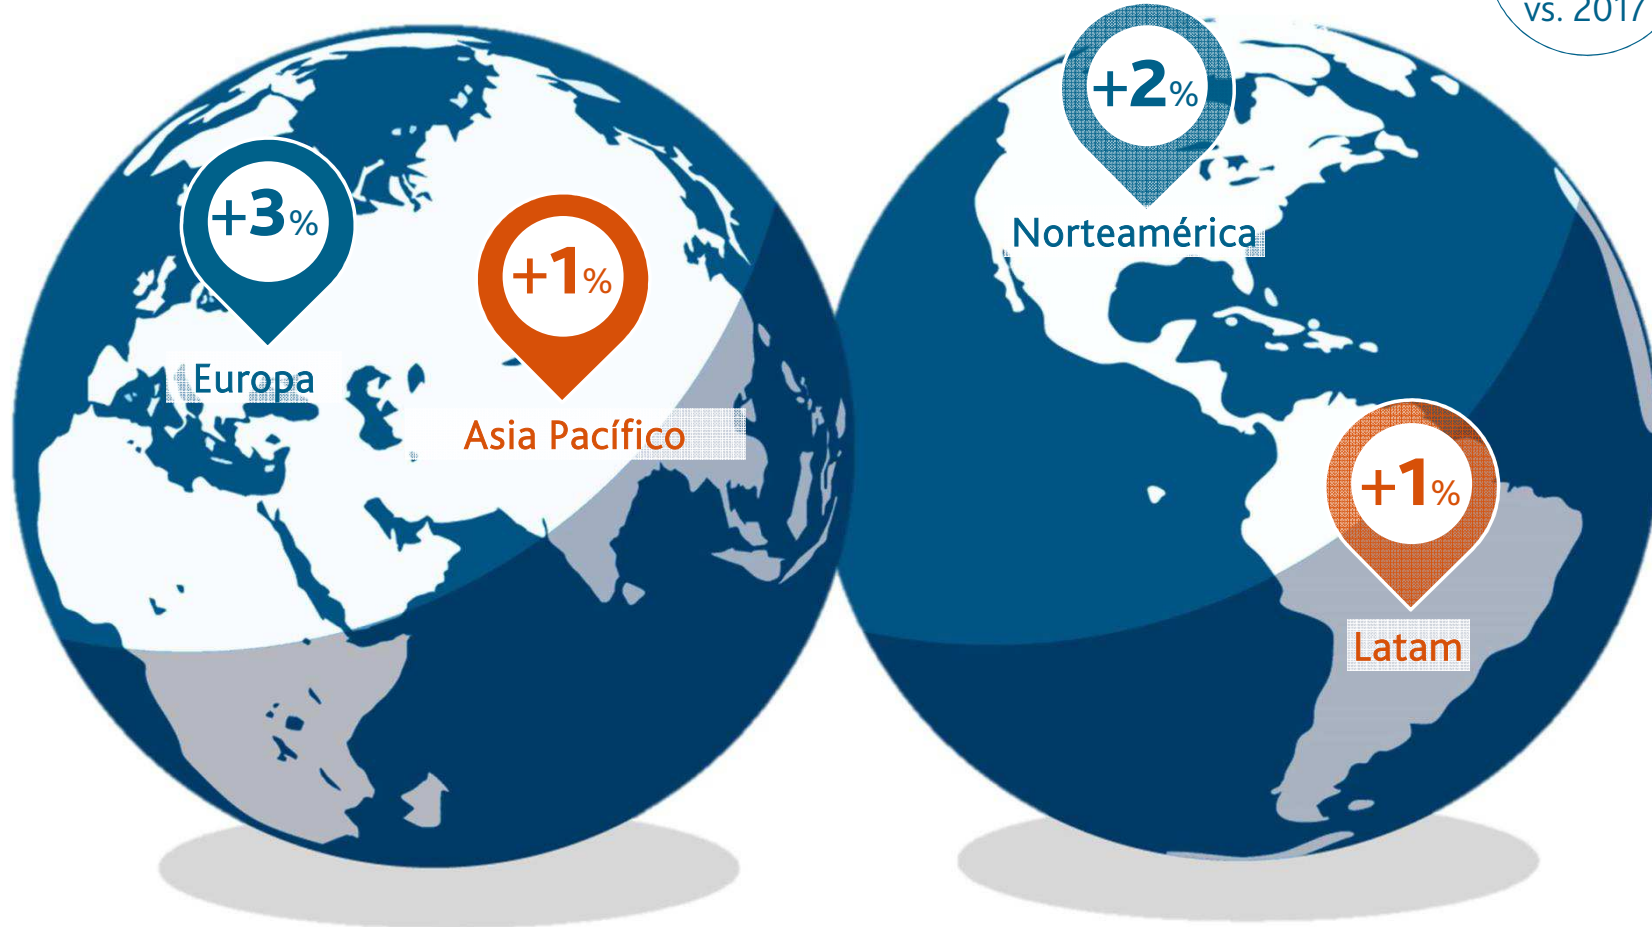 vs. 2017
+2%
Norteamérica
+3%
Europa
+1%
Asia Pacífico
+1%
Latam